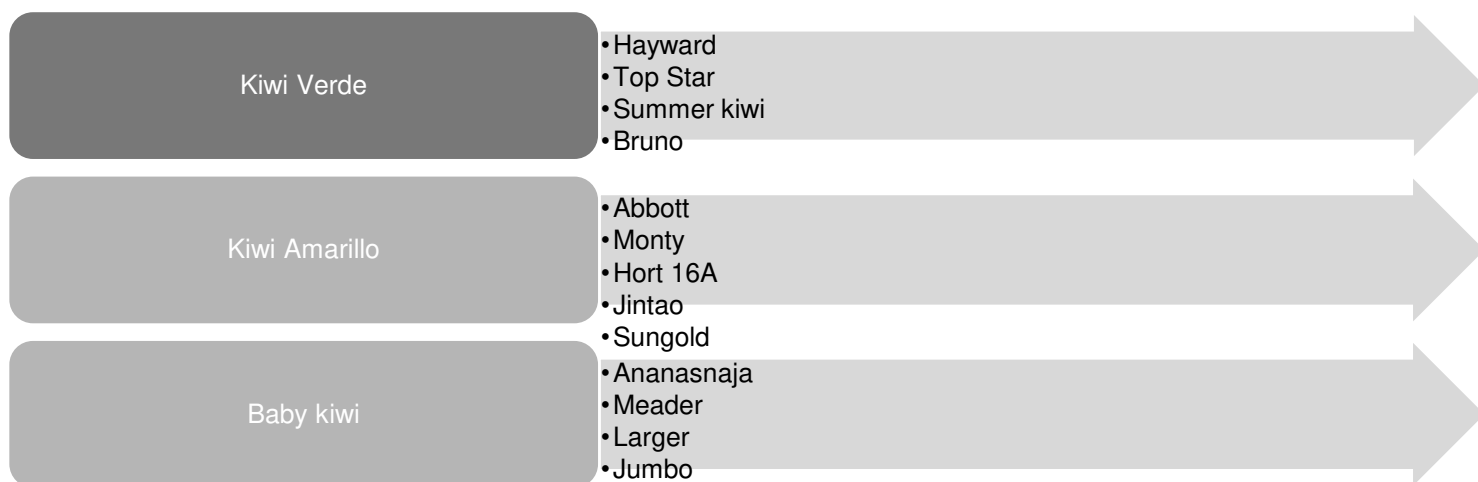 Kiwi Verde
•Hayward
•Top Star
•Summer kiwi
•Bruno
Kiwi Amarillo
•Abbott
•Monty
•Hort 16A
•Jintao
•Sungold
Baby kiwi
•Ananasnaja
•Meader
•Larger
•Jumbo